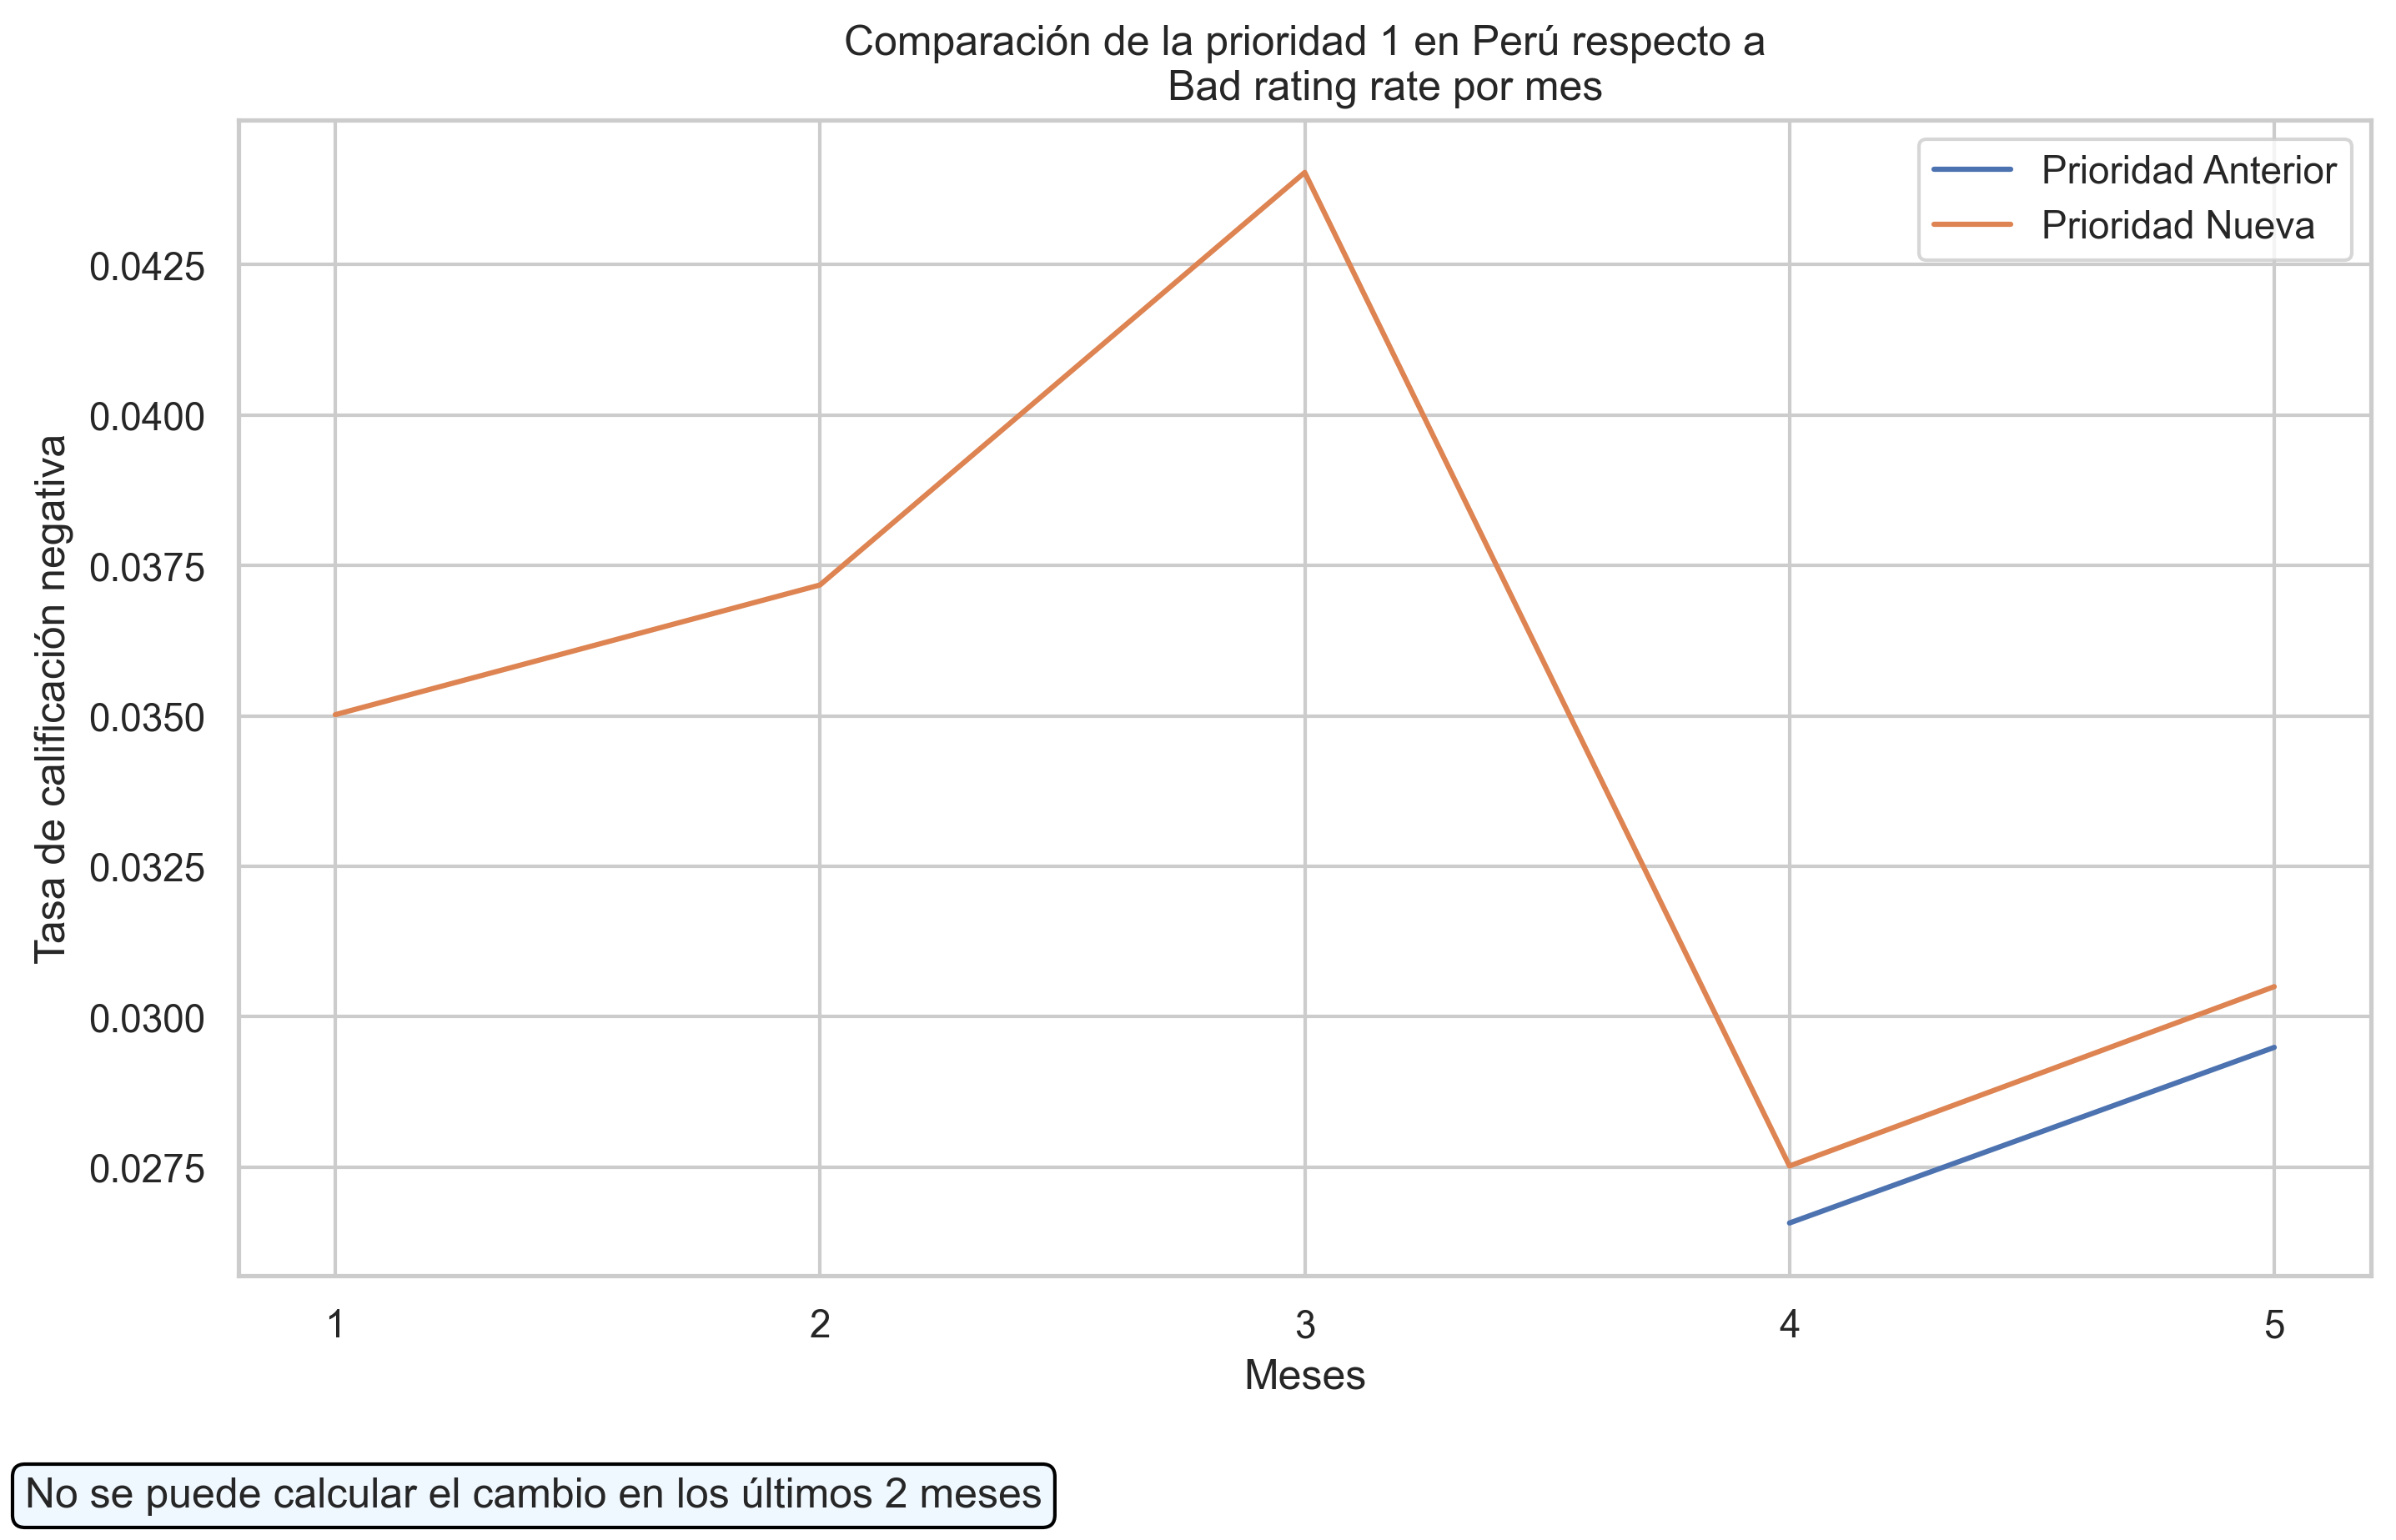 Comparación de la prioridad 1 en Perú respecto a
Bad rating rate por mes
Prioridad Anterior
Prioridad Nueva
Tasa de calificación negativa
0.0425
0.0400
0.0375
0.0350
0.0325
0.0300
0.0275
1 2 3 4 5
Meses
No se puede calcular el cambio en los últimos 2 meses